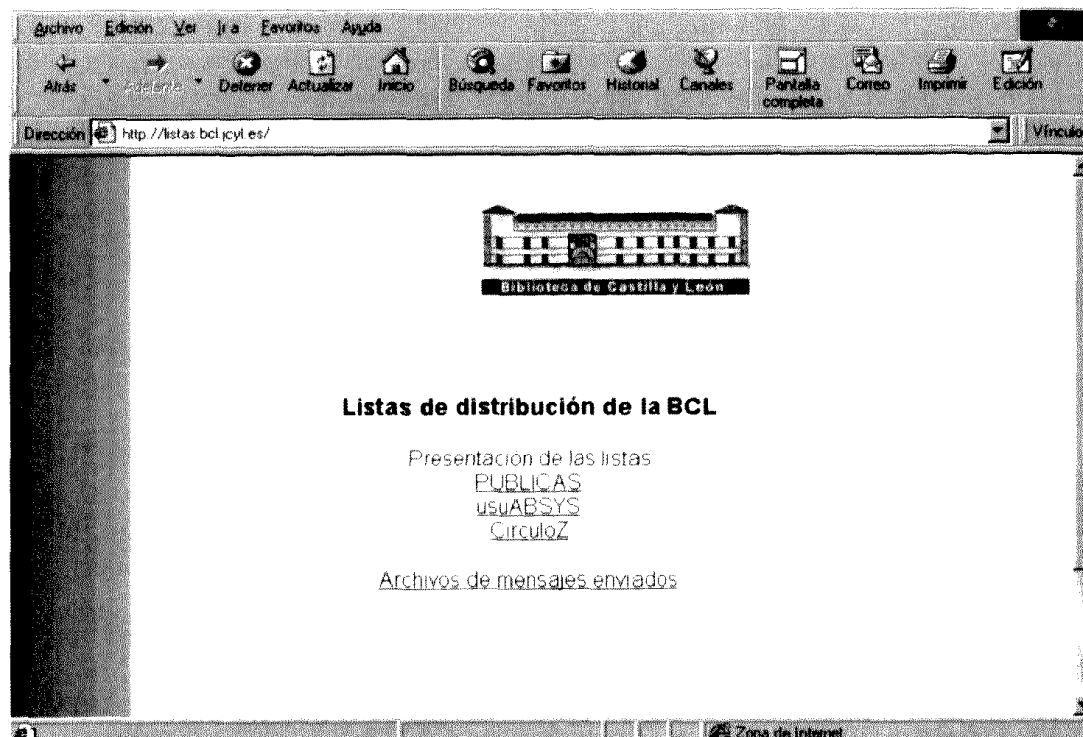 Archivo Edición Ver Ir a Favoritos Ayuda
Atrás Adelante Detener Actualizar Inicio Búsqueda Favoritos Historial Canales Pantalla completa Correo Imprimir Edición
Dirección http://listas.bcl.jcyl.es/ Vínculo
Biblioteca de Castilla y León
Listas de distribución de la BCL
Presentación de las listas
PUBLICAS
usuABSYS
CirculoZ
Archivos de mensajes enviados
Zona de Internet